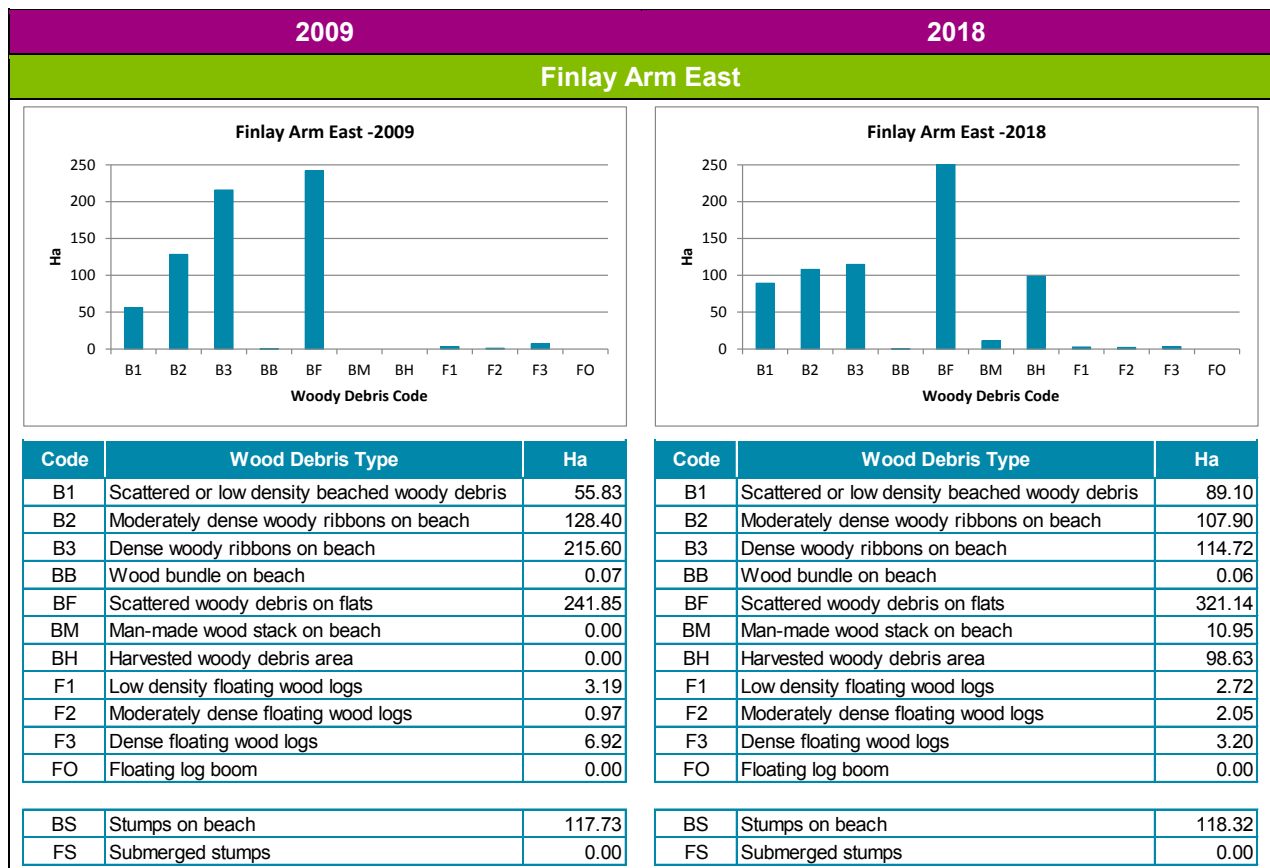 2009 2018
Finlay Arm East
Finlay Arm East -2009
250
200
150
100
50
0
Ha
B1 B2 B3 BB BF BM BH F1 F2 F3 FO
Woody Debris Code
Finlay Arm East -2018
250
200
150
100
50
0
Ha
B1 B2 B3 BB BF BM BH F1 F2 F3 FO
Woody Debris Code
Code Wood Debris Type Ha
B1 Scattered or low density beached woody debris 55.83
B2 Moderately dense woody ribbons on beach 128.40
B3 Dense woody ribbons on beach 215.60
BB Wood bundle on beach 0.07
BF Scattered woody debris on flats 241.85
BM Man-made wood stack on beach 0.00
BH Harvested woody debris area 0.00
F1 Low density floating wood logs 3.19
F2 Moderately dense floating wood logs 0.97
F3 Dense floating wood logs 6.92
FO Floating log boom 0.00
BS Stumps on beach 117.73
FS Submerged stumps 0.00
Code Wood Debris Type Ha
B1 Scattered or low density beached woody debris 89.10
B2 Moderately dense woody ribbons on beach 107.90
B3 Dense woody ribbons on beach 114.72
BB Wood bundle on beach 0.06
BF Scattered woody debris on flats 321.14
BM Man-made wood stack on beach 10.95
BH Harvested woody debris area 98.63
F1 Low density floating wood logs 2.72
F2 Moderately dense floating wood logs 2.05
F3 Dense floating wood logs 3.20
FO Floating log boom 0.00
BS Stumps on beach 118.32
FS Submerged stumps 0.00